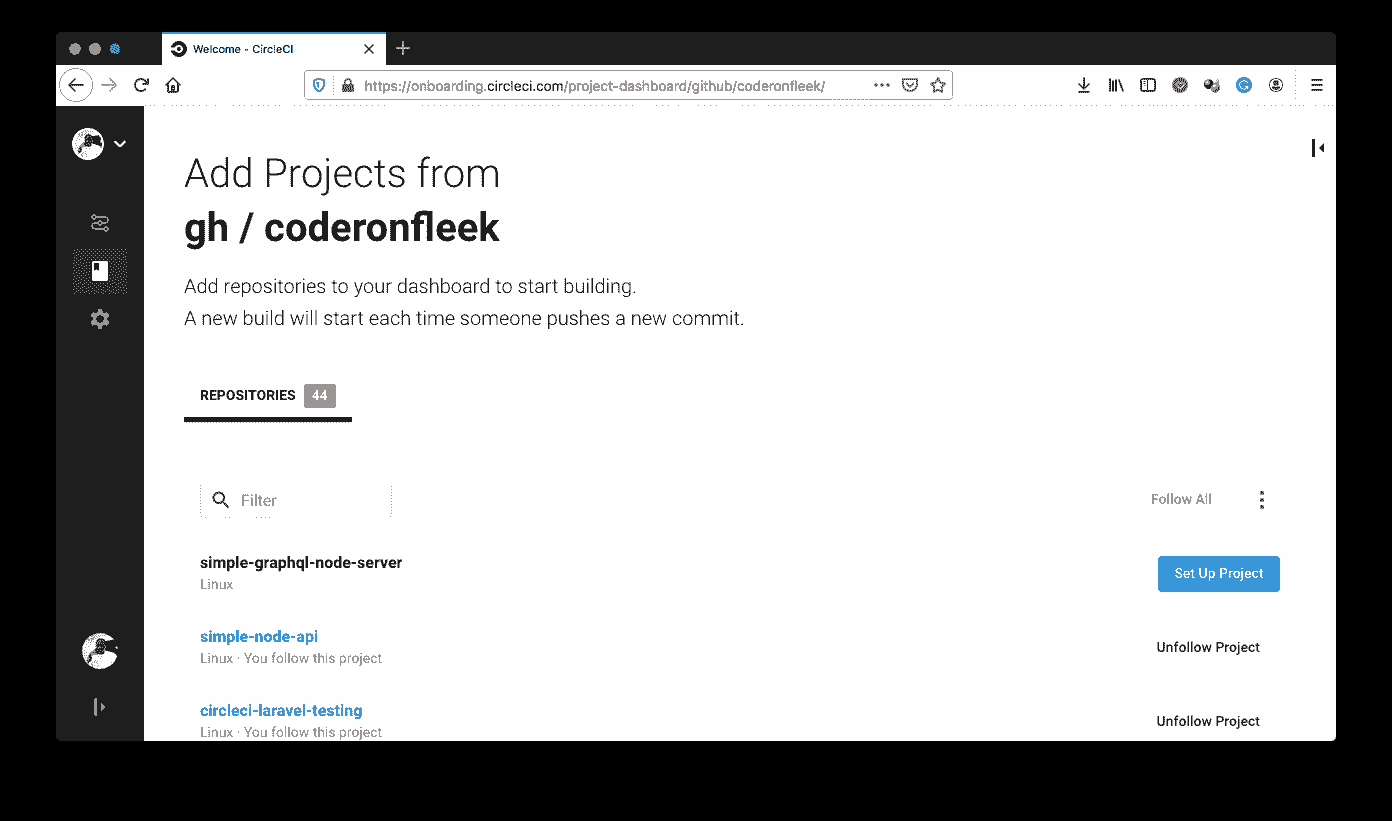 Welcome - CircleCI
https://onboarding.circleci.com/project-dashboard/github/coderonfleek/
Add Projects from
gh / coderonfleek
Add repositories to your dashboard to start building.
A new build will start each time someone pushes a new commit.
REPOSITORIES 44
Filter
Follow All
simple-graphql-node-server
Linux
Set Up Project
simple-node-api
Linux · You follow this project
Unfollow Project
circleci-laravel-testing
Linux · You follow this project
Unfollow Project